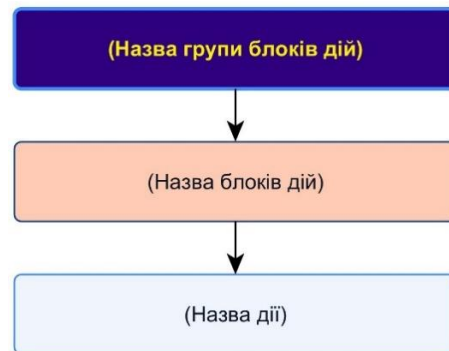 (Назва групи блоків дій)
(Назва блоків дій)
(Назва дії)